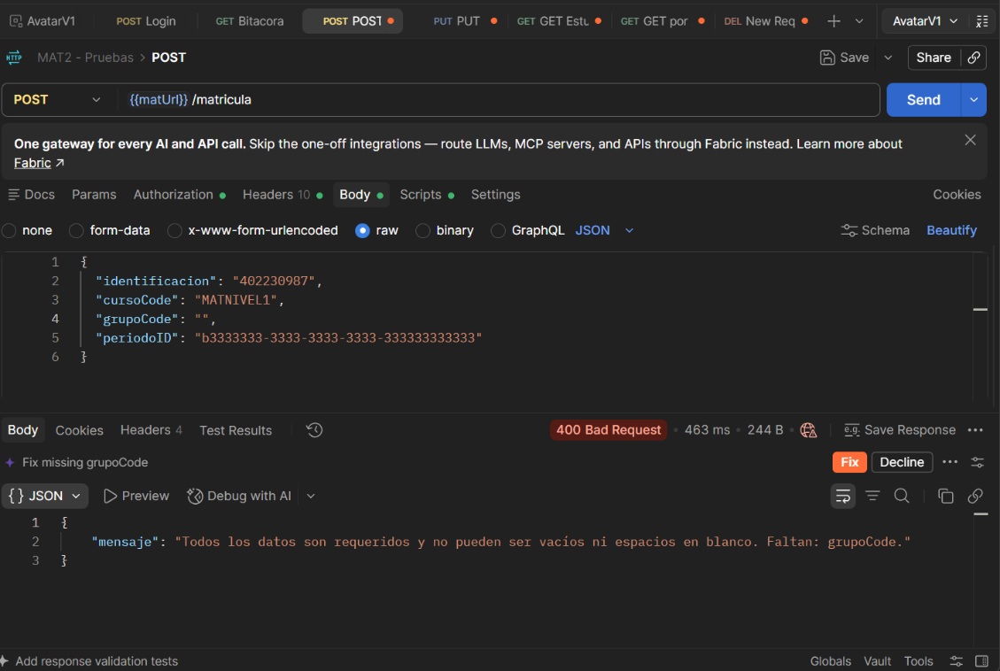 AvatarV1 POST Login GET Bitacora POST POST PUT PUT GET GET Estu GET GET por DEL New Req AvatarV1
HTTP MAT2 - Pruebas > POST Save Share
POST {{matUrl}} /matricula Send
One gateway for every AI and API call. Skip the one-off integrations — route LLMs, MCP servers, and APIs through Fabric instead. Learn more about
Fabric ↗
Docs Params Authorization Headers 10 Body Scripts Settings Cookies
none form-data x-www-form-urlencoded raw binary GraphQL JSON Schema Beautify
1 {
2 "identificacion": "402230987",
3 "cursoCode": "MATNIVEL1",
4 "grupoCode": "",
5 "periodoID": "b3333333-3333-3333-3333-333333333333"
6 }
Body Cookies Headers 4 Test Results 400 Bad Request • 463 ms • 244 B • e.g. Save Response
Fix missing grupoCode Fix Decline
{} JSON Preview Debug with AI
1 {
2 "mensaje": "Todos los datos son requeridos y no pueden ser vacíos ni espacios en blanco. Faltan: grupoCode."
3 }
Add response validation tests Globals Vault Tools